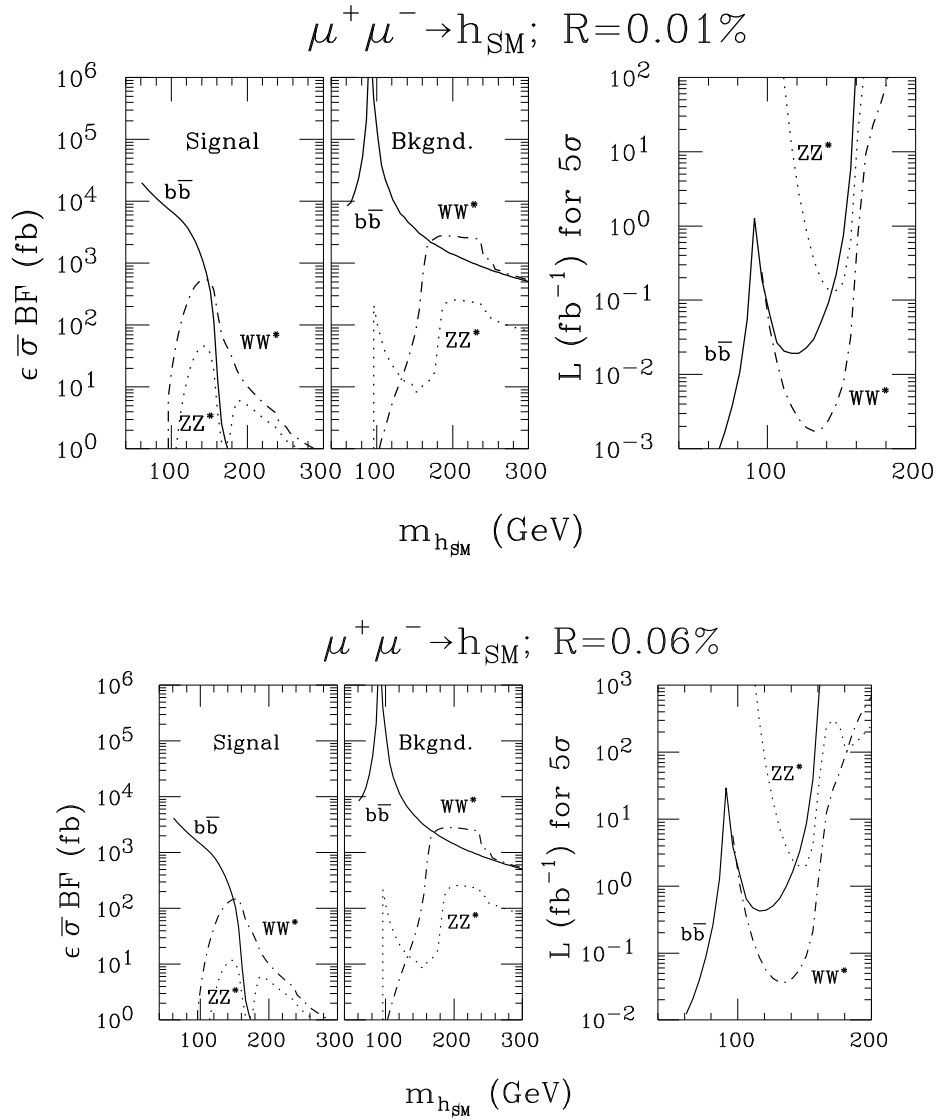 μ⁺μ⁻→h_SM; R=0.01%
10⁶ 10⁵ 10⁴ 10³ 10² 10¹ 10⁰
ϵ σ̅ BF (fb)
Signal
bb̅
WW*
ZZ*
100 200 300
Bkgnd.
bb̅
WW*
ZZ*
100 200 300
10² 10¹ 10⁰ 10⁻¹ 10⁻² 10⁻³
L (fb⁻¹) for 5σ
ZZ*
bb̅
WW*
100 200
m_h_SM (GeV)
μ⁺μ⁻→h_SM; R=0.06%
10⁶ 10⁵ 10⁴ 10³ 10² 10¹ 10⁰
ϵ σ̅ BF (fb)
Signal
bb̅
WW*
ZZ*
100 200 300
Bkgnd.
bb̅
WW*
ZZ*
100 200 300
10³ 10² 10¹ 10⁰ 10⁻¹ 10⁻²
L (fb⁻¹) for 5σ
ZZ*
bb̅
WW*
100 200
m_h_SM (GeV)